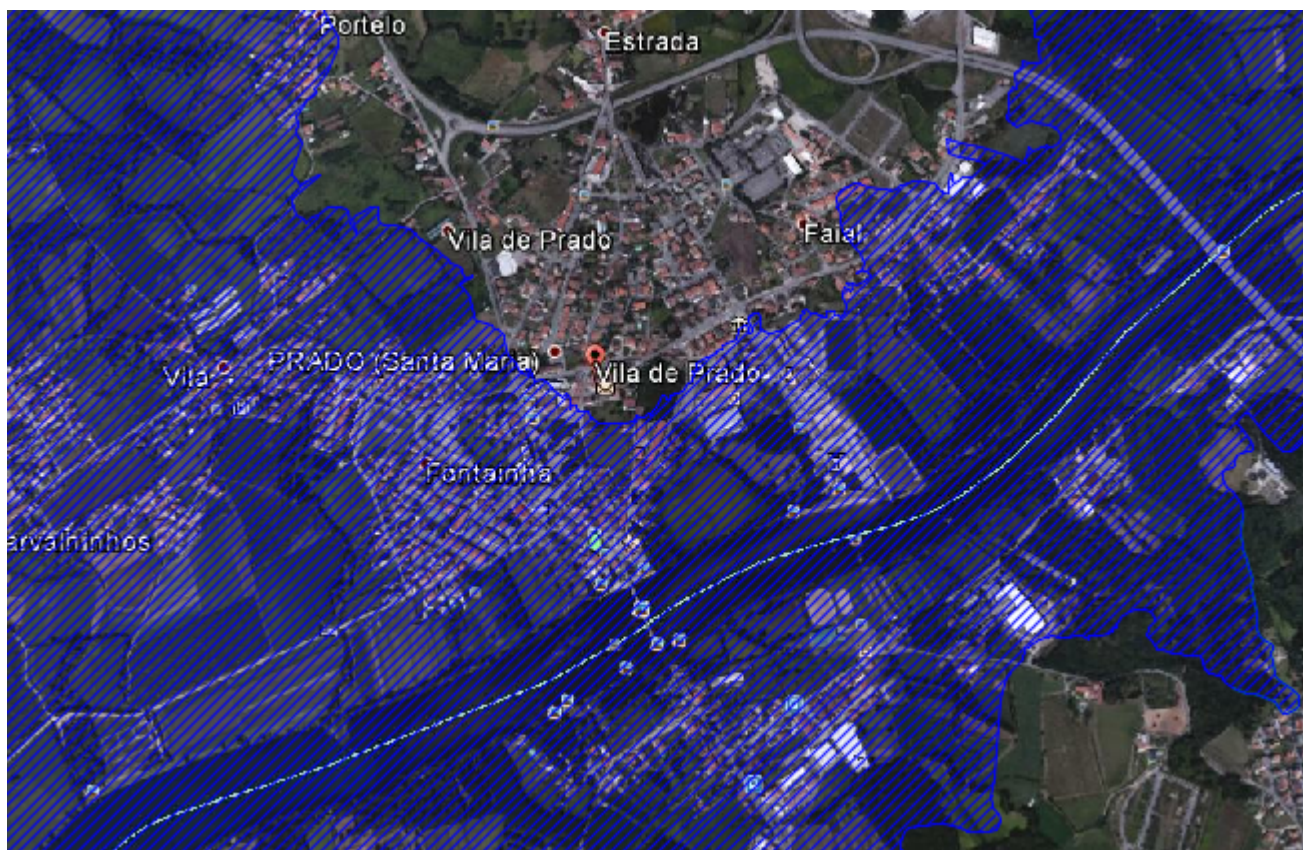 Portelo
Estrada
Vila de Prado
Faial
PRADO (Santa Maria)
Vila
Vila de Prado
Fontainha
arvalhinhos